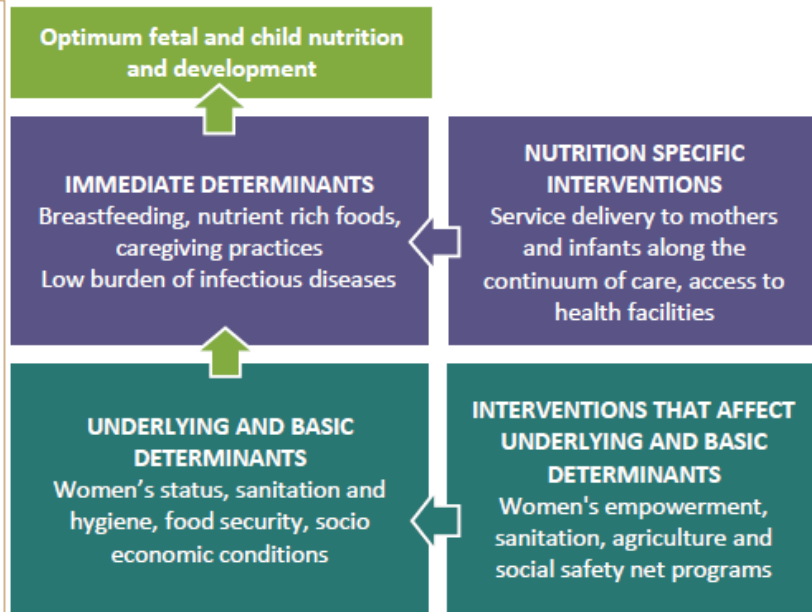 Optimum fetal and child nutrition
and development
IMMEDIATE DETERMINANTS
Breastfeeding, nutrient rich foods,
caregiving practices
Low burden of infectious diseases
NUTRITION SPECIFIC
INTERVENTIONS
Service delivery to mothers
and infants along the
continuum of care, access to
health facilities
UNDERLYING AND BASIC
DETERMINANTS
Women’s status, sanitation and
hygiene, food security, socio
economic conditions
INTERVENTIONS THAT AFFECT
UNDERLYING AND BASIC
DETERMINANTS
Women's empowerment,
sanitation, agriculture and
social safety net programs